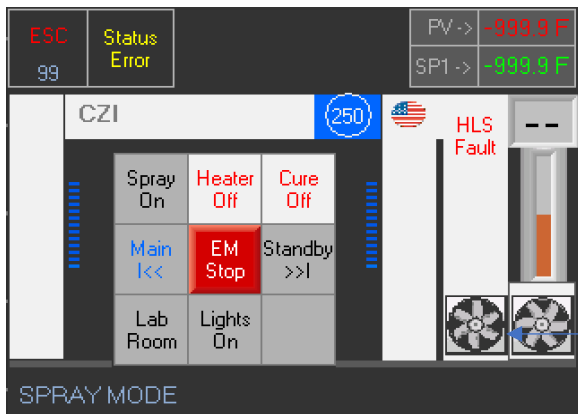 ESC
99
Status
Error
PV -> -999.9 F
SP1 -> -999.9 F
CZI
250
HLS
Fault
--
Spray
On
Heater
Off
Cure
Off
Main
|<<
EM
Stop
Standby
>>|
Lab
Room
Lights
On
SPRAY MODE